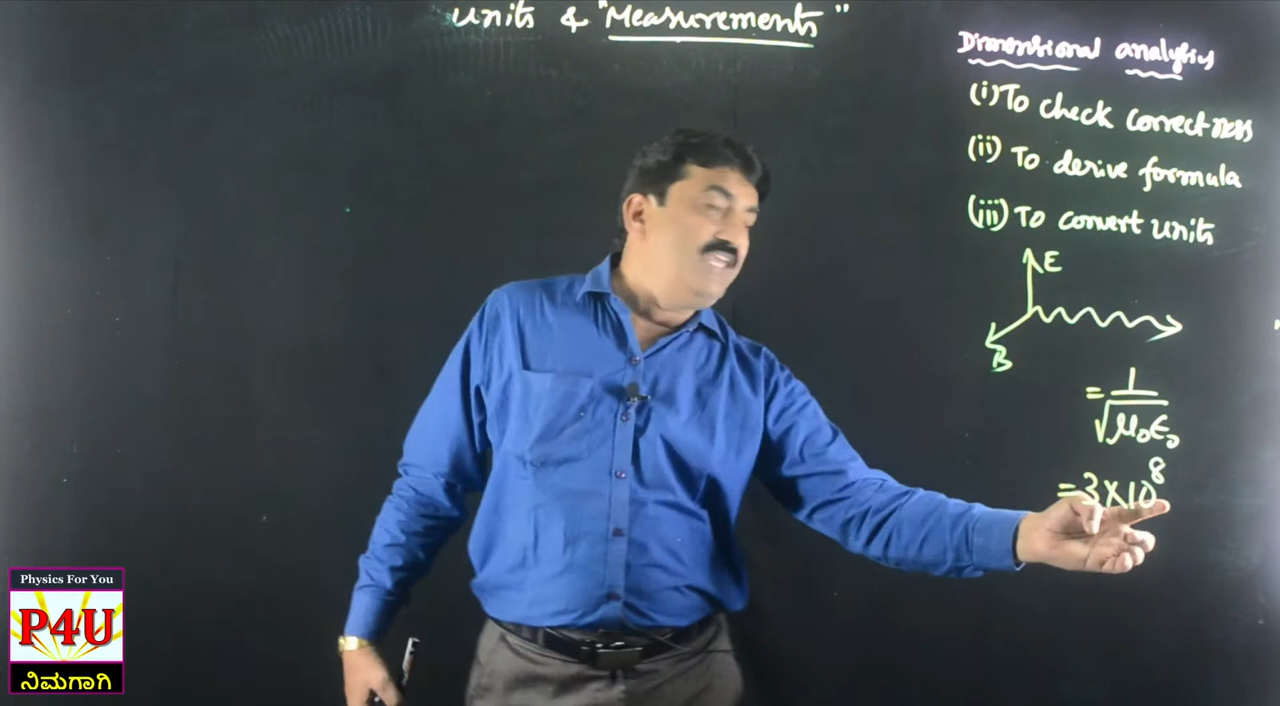 Units & "Measurements"
Dimensional analysis
(i) To check correctness
(ii) To derive formula
(iii) To convert units
E
B
= 1/√μ₀ε₀
= 3×10⁸
Physics For You
P4U
ನಿಮಗಾಗಿ